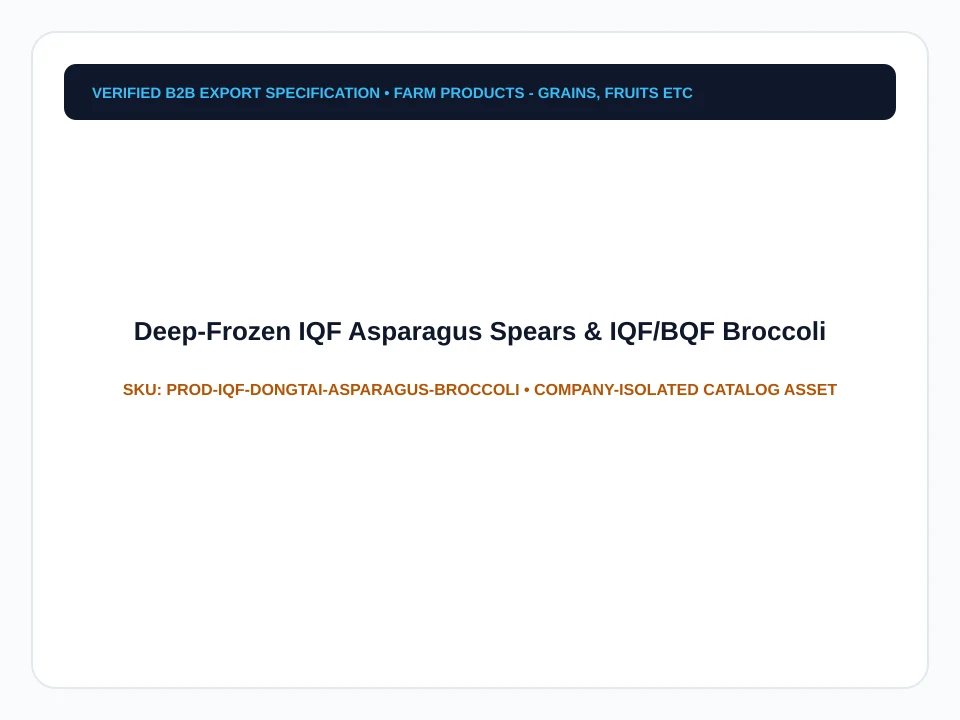 VERIFIED B2B EXPORT SPECIFICATION • FARM PRODUCTS - GRAINS, FRUITS ETC
Deep-Frozen IQF Asparagus Spears & IQF/BQF Broccoli
SKU: PROD-IQF-DONGTAI-ASPARAGUS-BROCCOLI • COMPANY-ISOLATED CATALOG ASSET